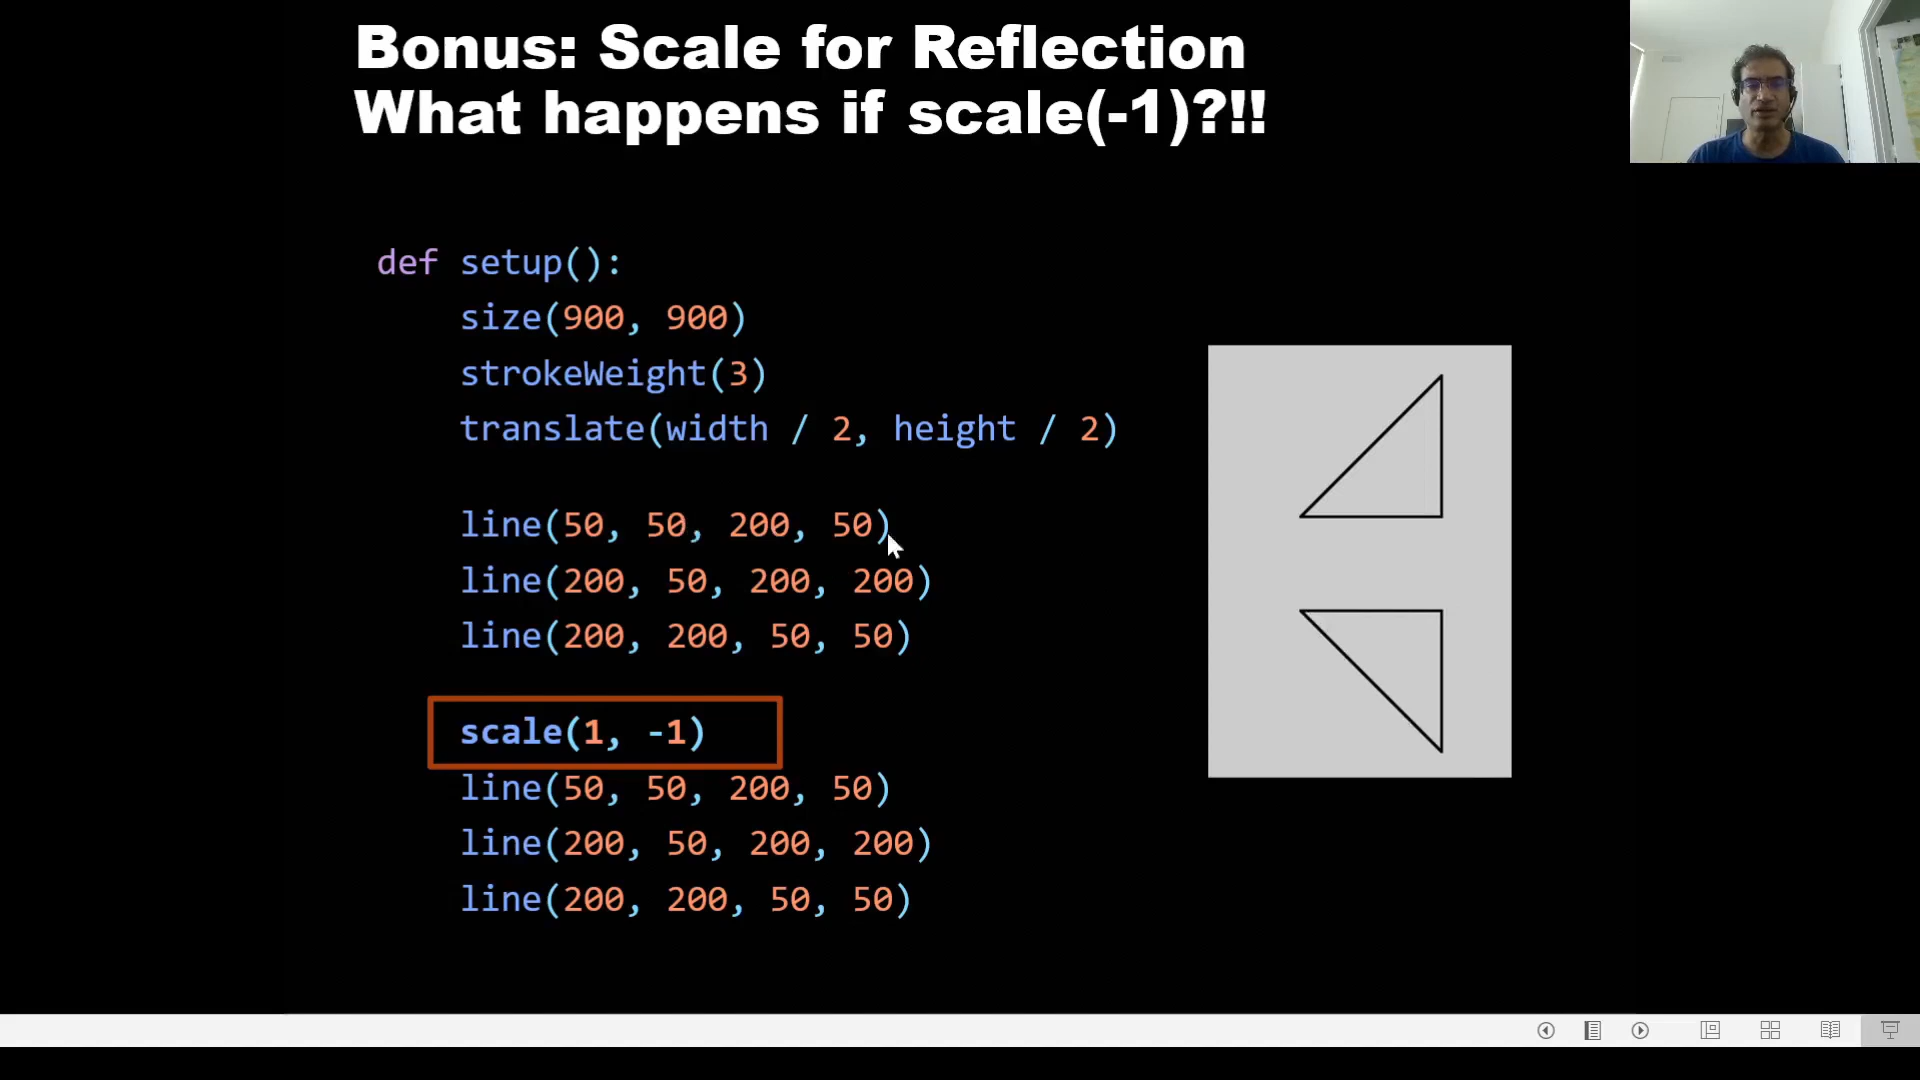 Bonus: Scale for Reflection
What happens if scale(-1)?!!
def setup():
size(900, 900)
strokeWeight(3)
translate(width / 2, height / 2)
line(50, 50, 200, 50)
line(200, 50, 200, 200)
line(200, 200, 50, 50)
scale(1, -1)
line(50, 50, 200, 50)
line(200, 50, 200, 200)
line(200, 200, 50, 50)